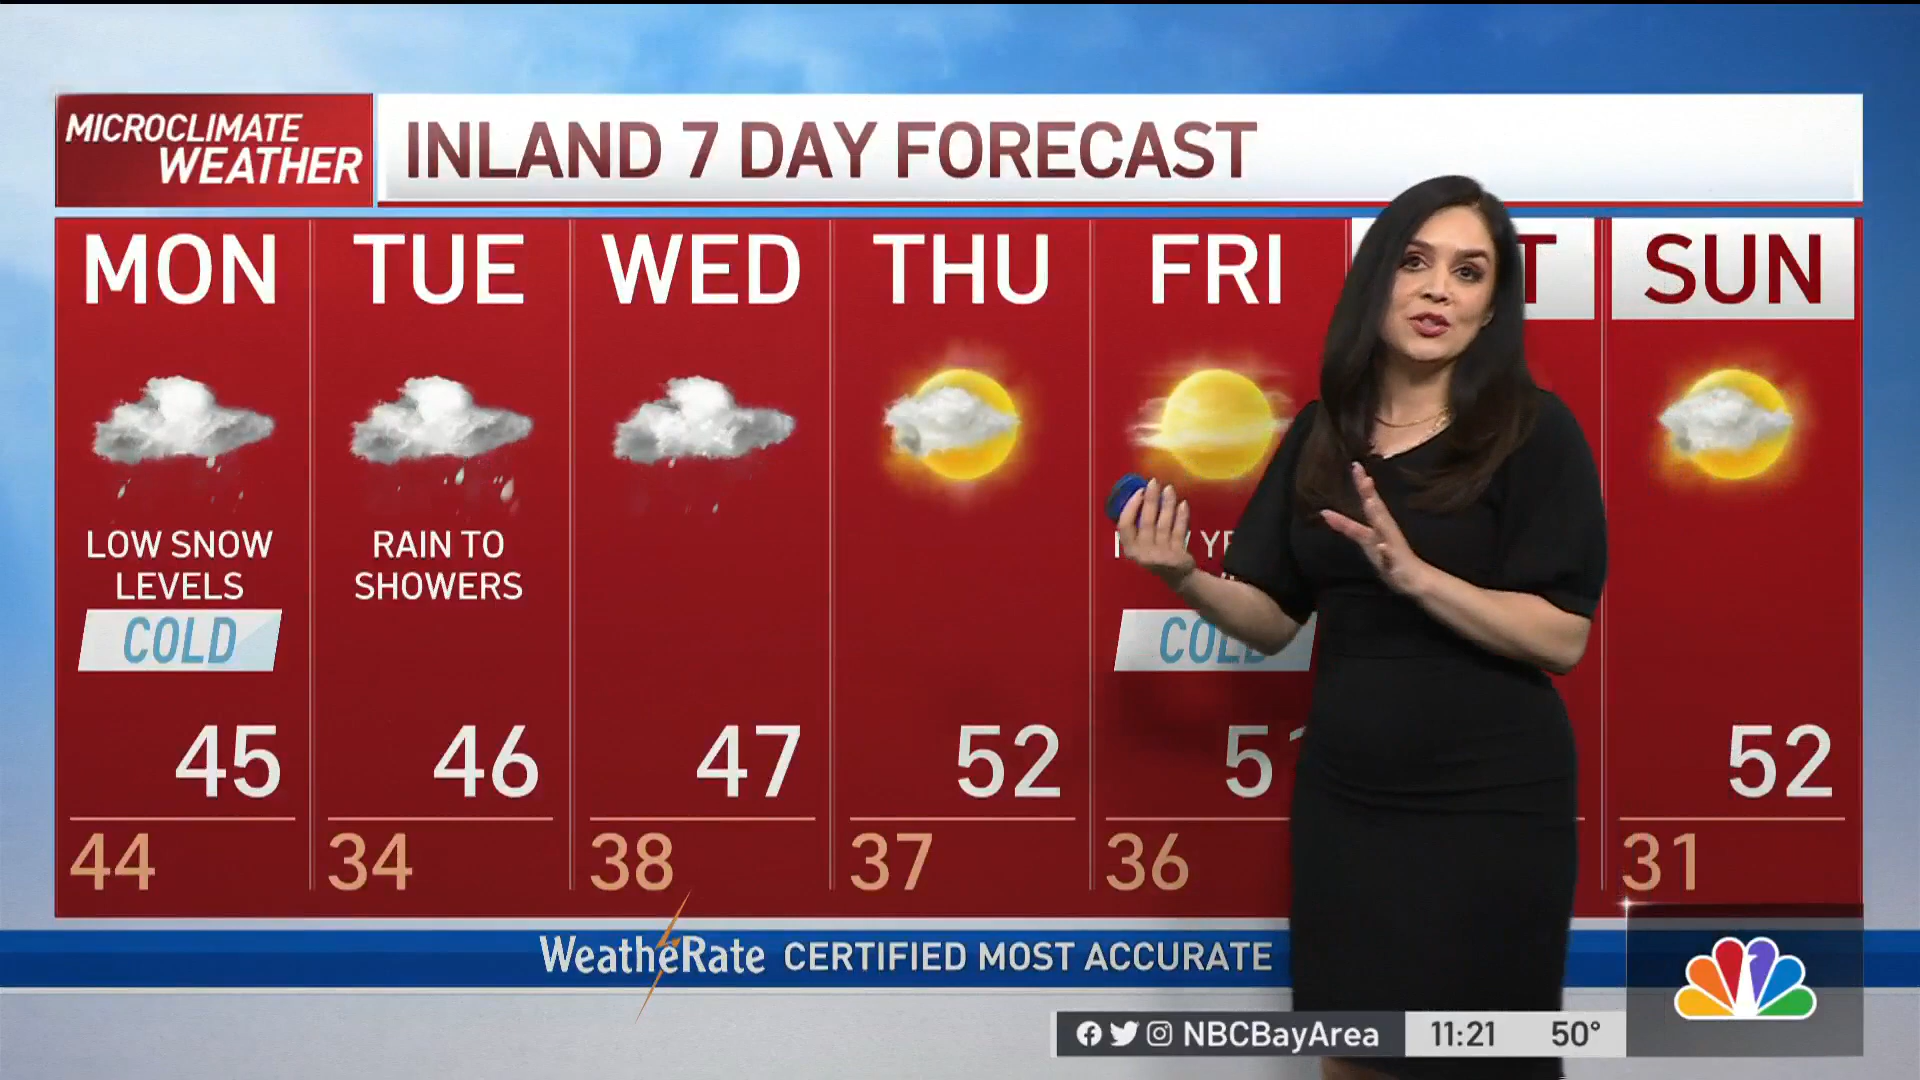 MICROCLIMATE
WEATHER
INLAND 7 DAY FORECAST
MON TUE WED THU FRI SUN
LOW SNOW
LEVELS
RAIN TO
SHOWERS
COLD COLD
45 46 47 52 52
44 34 38 37 36 31
WeatheRate CERTIFIED MOST ACCURATE
NBCBayArea 11:21 50°